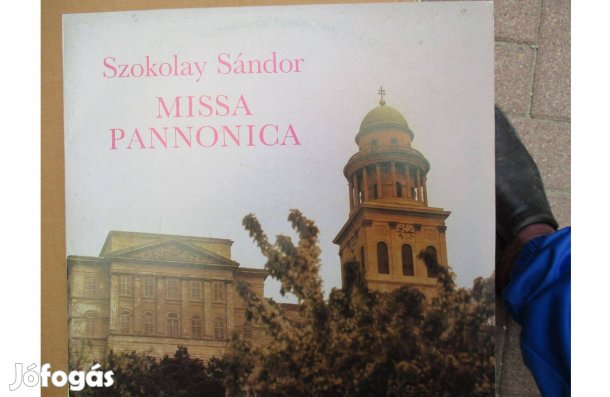 Szokolay Sándor
MISSA
PANNONICA
Jófogás